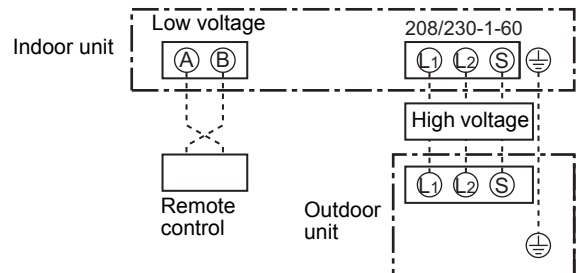 Low voltage
208/230-1-60
Indoor unit
A B
L1 L2 S
High voltage
L1 L2 S
Remote
control
Outdoor
unit